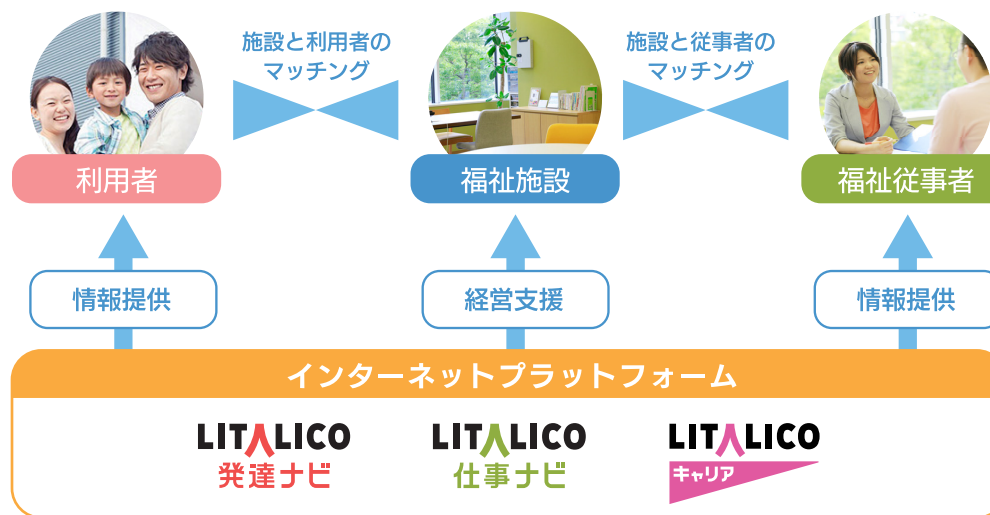 施設と利用者の
マッチング
施設と従事者の
マッチング
利用者
福祉施設
福祉従事者
情報提供
経営支援
情報提供
インターネットプラットフォーム
LITALICO
発達ナビ
LITALICO
仕事ナビ
LITALICO
キャリア